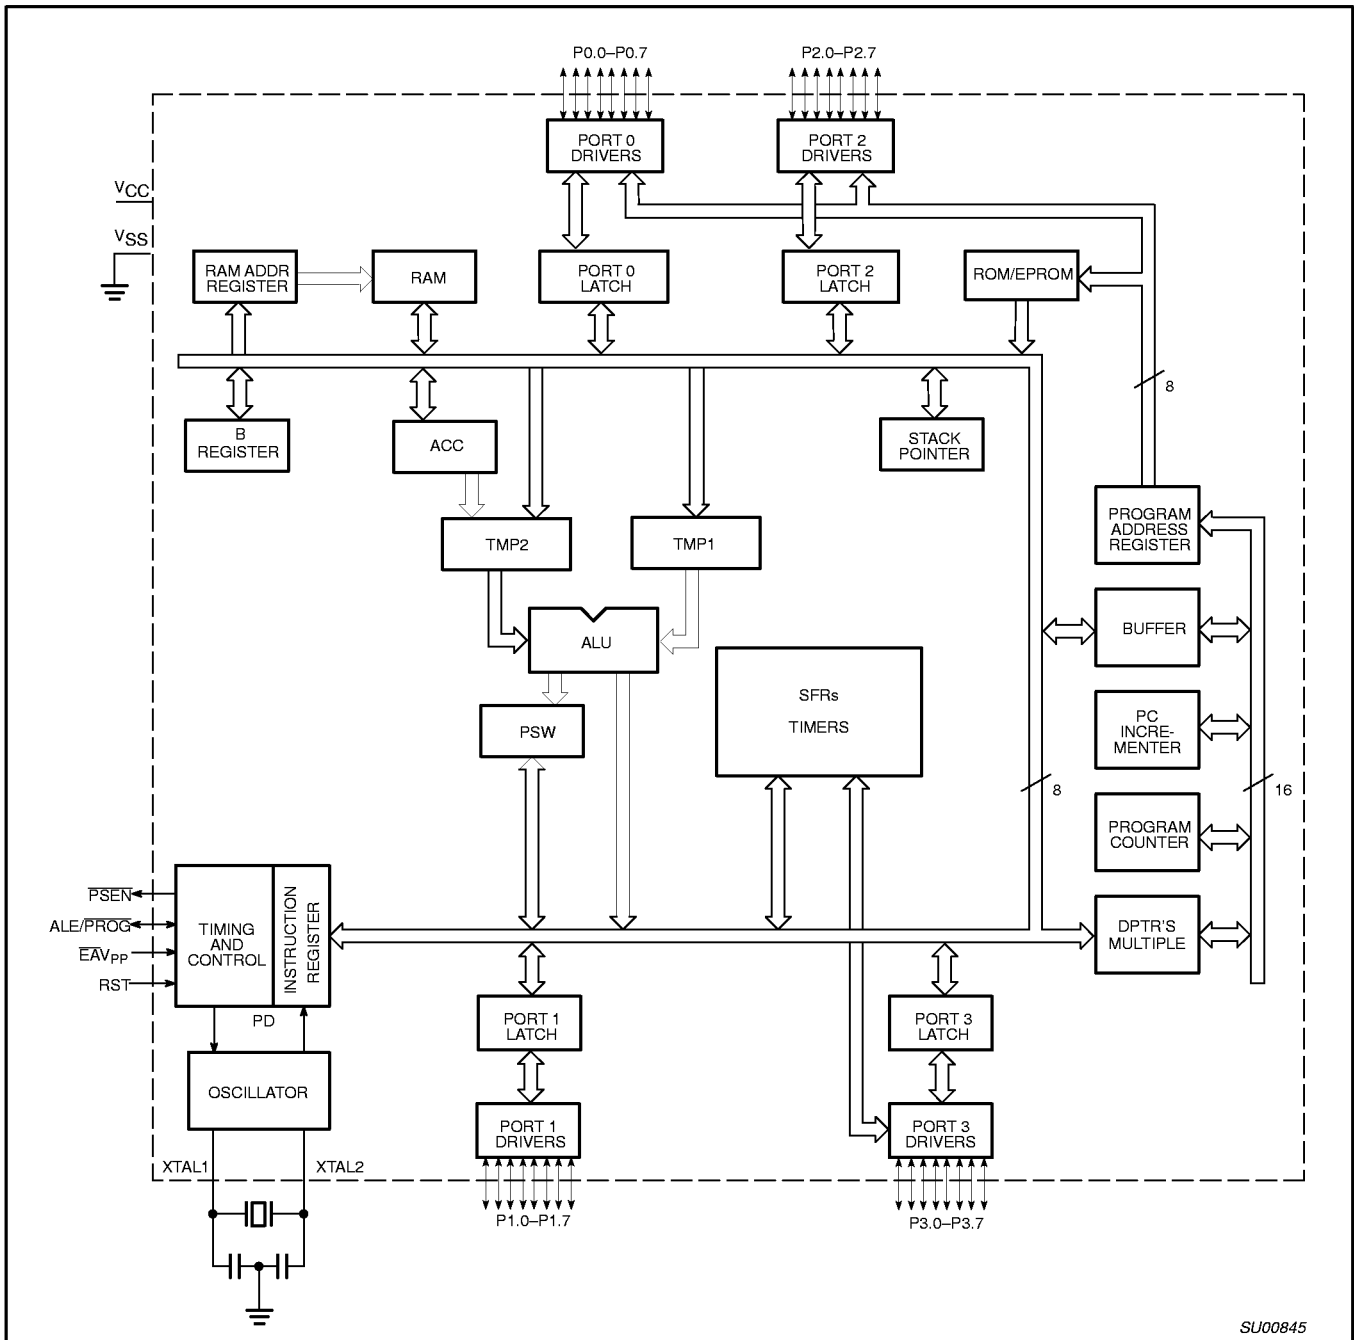 P0.0–P0.7
P2.0–P2.7
PORT 0
DRIVERS
PORT 2
DRIVERS
VCC
VSS
RAM ADDR
REGISTER
RAM
PORT 0
LATCH
PORT 2
LATCH
ROM/EPROM
8
B
REGISTER
ACC
STACK
POINTER
PROGRAM
ADDRESS
REGISTER
TMP2
TMP1
BUFFER
ALU
SFRs
TIMERS
PSW
PC
INCRE-
MENTER
8
16
PROGRAM
COUNTER
PSEN
ALE/PROG
EAVPP
RST
TIMING
AND
CONTROL
INSTRUCTION
REGISTER
DPTR'S
MULTIPLE
PD
PORT 1
LATCH
PORT 3
LATCH
OSCILLATOR
PORT 1
DRIVERS
PORT 3
DRIVERS
XTAL1
XTAL2
P1.0–P1.7
P3.0–P3.7
SU00845